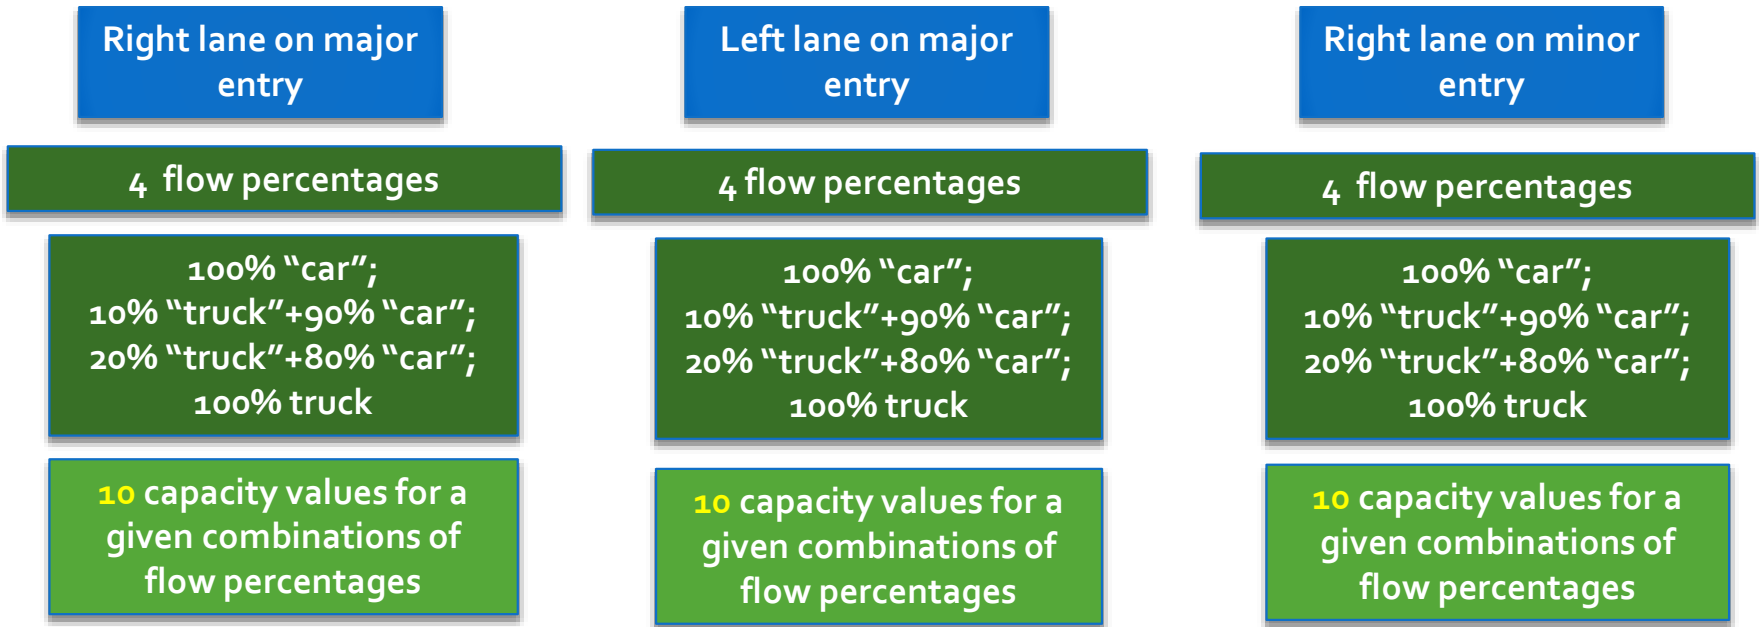 Right lane on major
entry
4 flow percentages
100% “car”;
10% “truck”+90% “car”;
20% “truck”+80% “car”;
100% truck
10 capacity values for a
given combinations of
flow percentages
Left lane on major
entry
4 flow percentages
100% “car”;
10% “truck”+90% “car”;
20% “truck”+80% “car”;
100% truck
10 capacity values for a
given combinations of
flow percentages
Right lane on minor
entry
4 flow percentages
100% “car”;
10% “truck”+90% “car”;
20% “truck”+80% “car”;
100% truck
10 capacity values for a
given combinations of
flow percentages